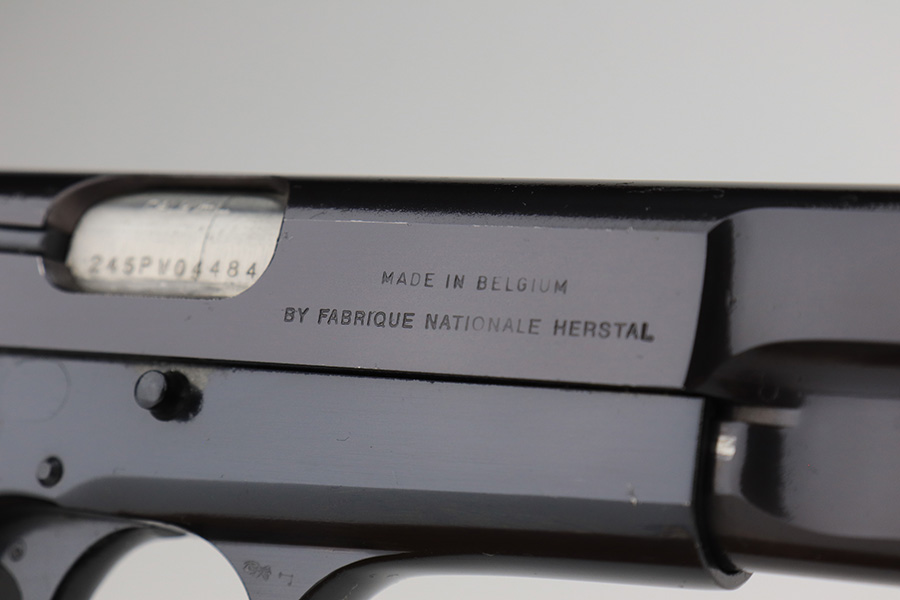 245PV04484
MADE IN BELGIUM
BY FABRIQUE NATIONALE HERSTAL